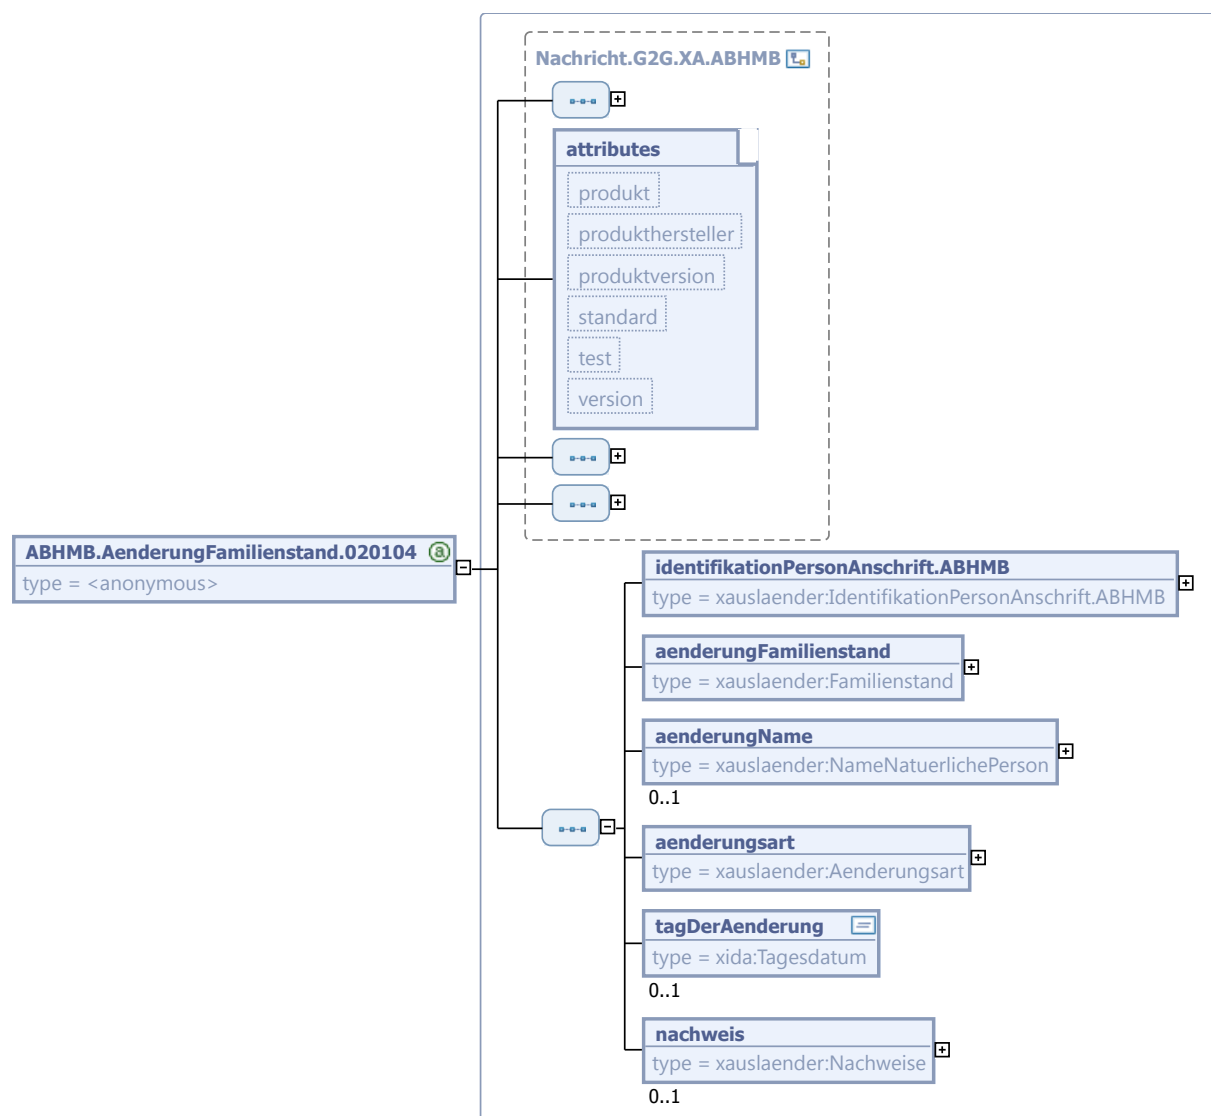 Nachricht.G2G.XA.ABHMB
attributes
produkt
produkthersteller
produktversion
standard
test
version
ABHMB.AenderungFamilienstand.020104
type = <anonymous>
identifikationPersonAnschrift.ABHMB
type = xauslaender:IdentifikationPersonAnschrift.ABHMB
aenderungFamilienstand
type = xauslaender:Familienstand
aenderungName
type = xauslaender:NameNatuerlichePerson
0..1
aenderungsart
type = xauslaender:Aenderungsart
tagDerAenderung
type = xida:Tagesdatum
0..1
nachweis
type = xauslaender:Nachweise
0..1